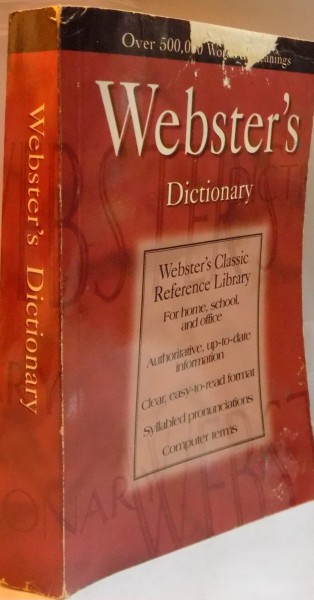 Webster's Dictionary
Over 500,000
Webster's
Dictionary
Webster's Classic
Reference Library
For home, school,
and office
Authoritative, up-to-date
information
Clear, easy-to-read format
Syllabled pronunciations
Computer terms